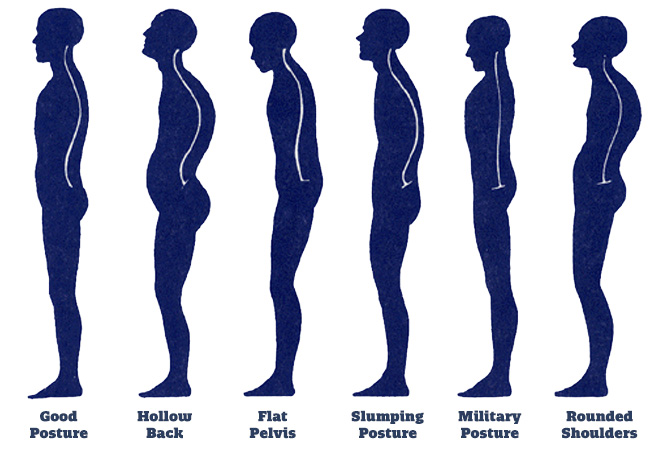 Good
Posture
Hollow
Back
Flat
Pelvis
Slumping
Posture
Military
Posture
Rounded
Shoulders